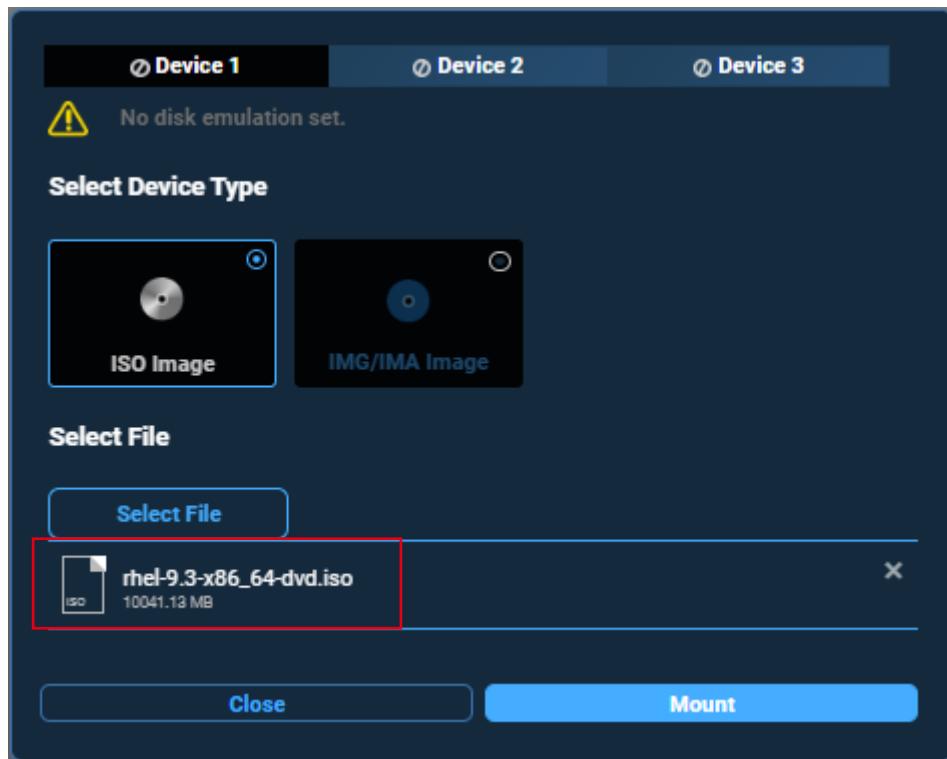 Device 1 Device 2 Device 3
No disk emulation set.
Select Device Type
ISO Image IMG/IMA Image
Select File
Select File
rhel-9.3-x86_64-dvd.iso
ISO 10041.13 MB
Close Mount